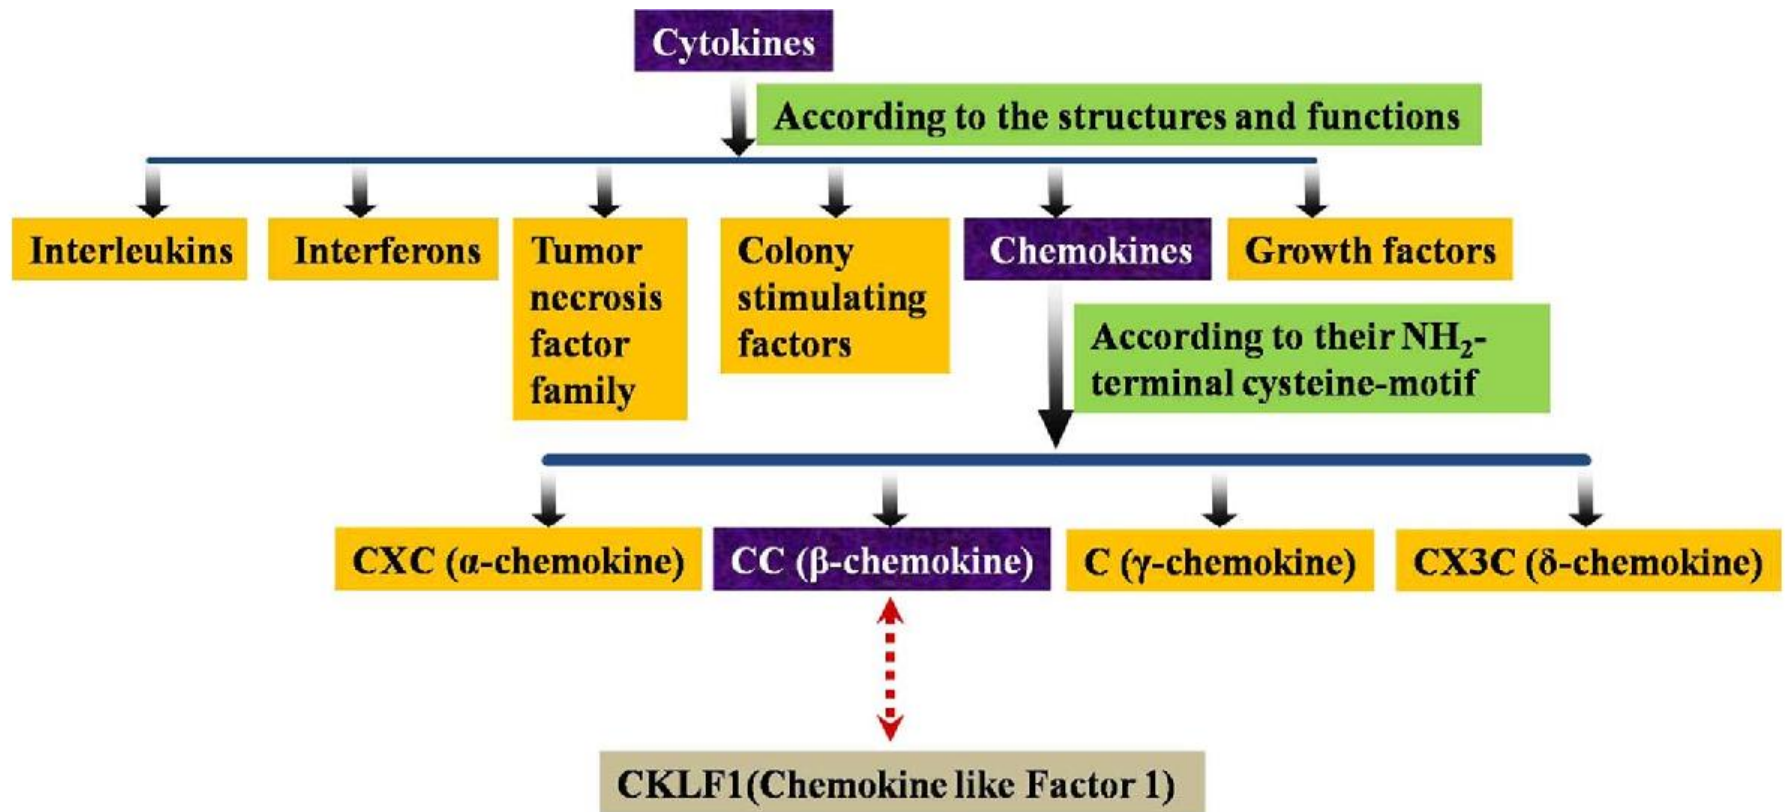 Cytokines
According to the structures and functions
Interleukins
Interferons
Tumor
necrosis
factor
family
Colony
stimulating
factors
Chemokines
Growth factors
According to their NH₂-
terminal cysteine-motif
CXC (α-chemokine)
CC (β-chemokine)
C (γ-chemokine)
CX3C (δ-chemokine)
CKLF1(Chemokine like Factor 1)